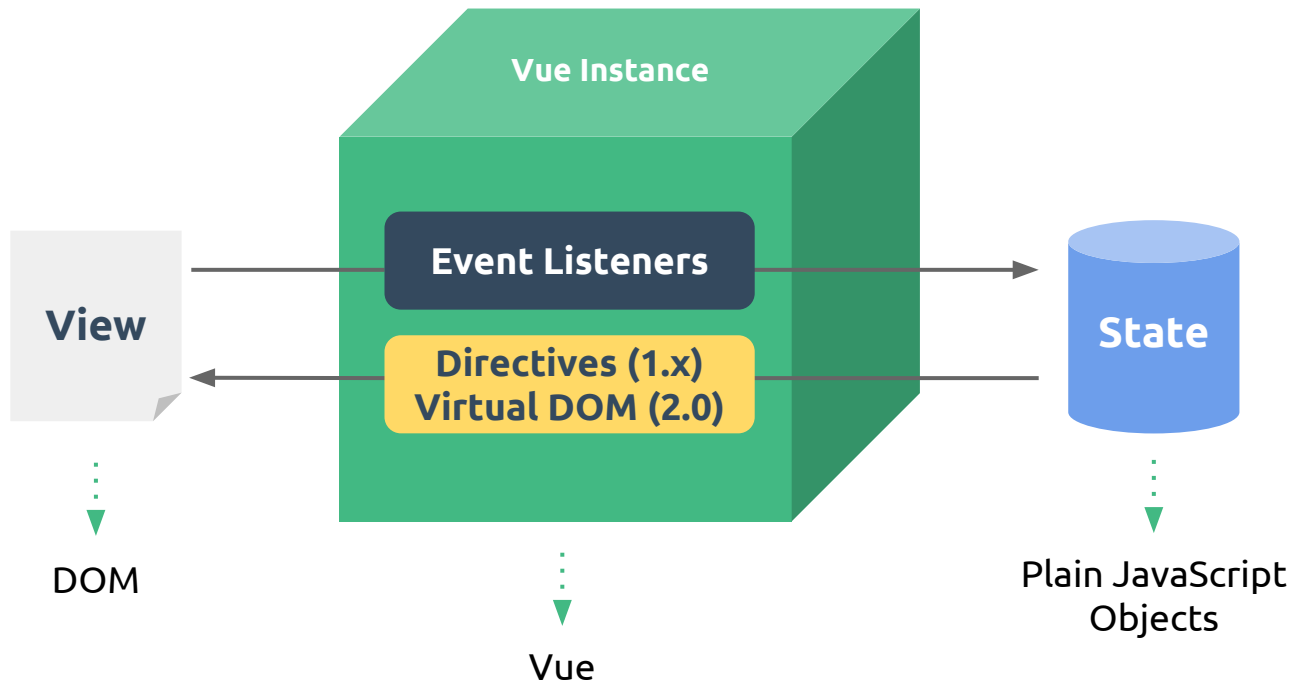 Vue Instance
Event Listeners
View
Directives (1.x)
Virtual DOM (2.0)
State
DOM
Plain JavaScript
Objects
Vue